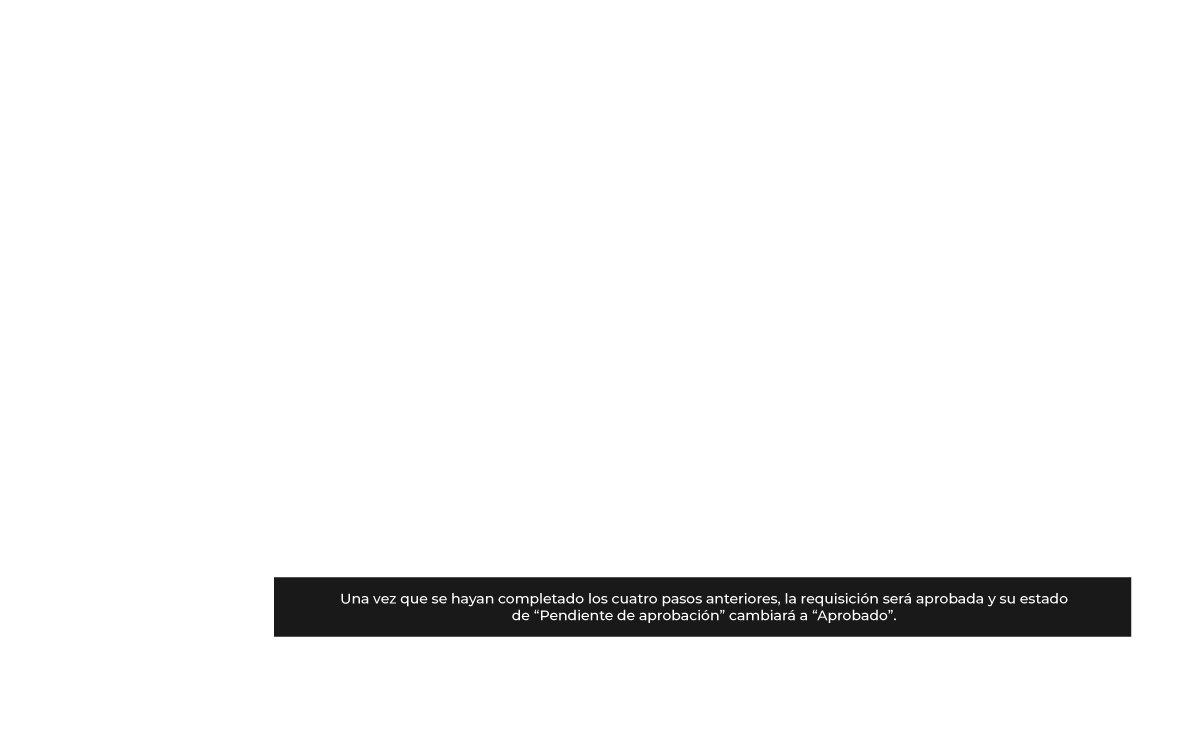 Una vez que se hayan completado los cuatro pasos anteriores, la requisición será aprobada y su estado
de “Pendiente de aprobación” cambiará a “Aprobado”.